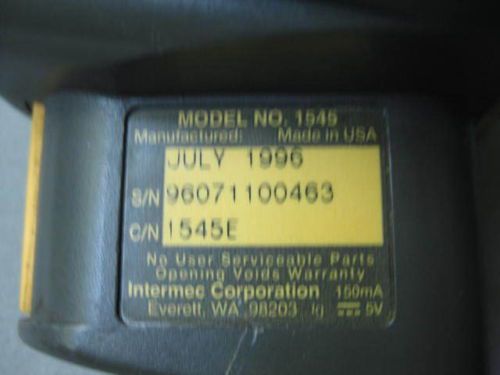 MODEL NO. 1545
Manufactured: Made in USA
JULY 1996
S/N 96071100463
C/N 1545E
No User Serviceable Parts
Opening Voids Warranty
Intermec Corporation 150mA
Everett, WA 98203 Ig 5V